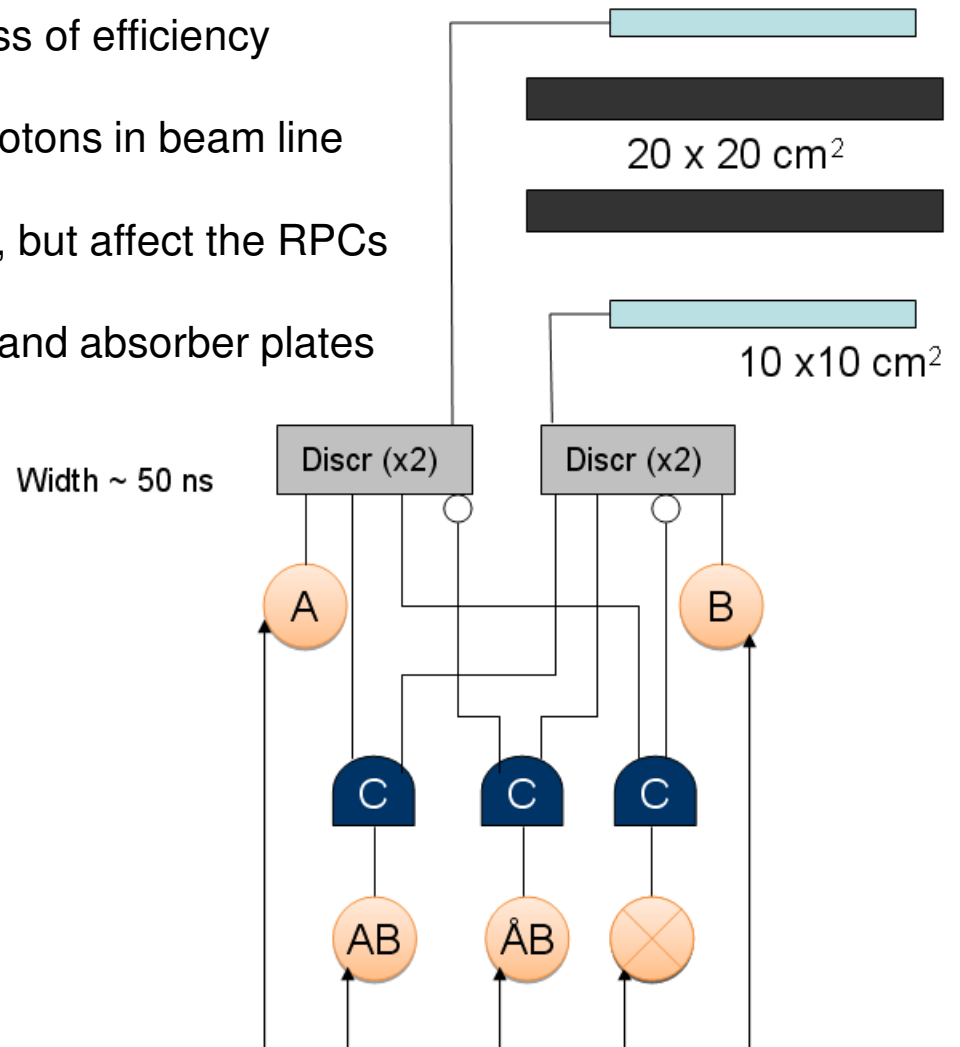 ss of efficiency
otons in beam line
20 x 20 cm²
, but affect the RPCs
and absorber plates
10 x10 cm²
Discr (x2) Discr (x2)
Width ~ 50 ns
A B
C C C
AB ÅB